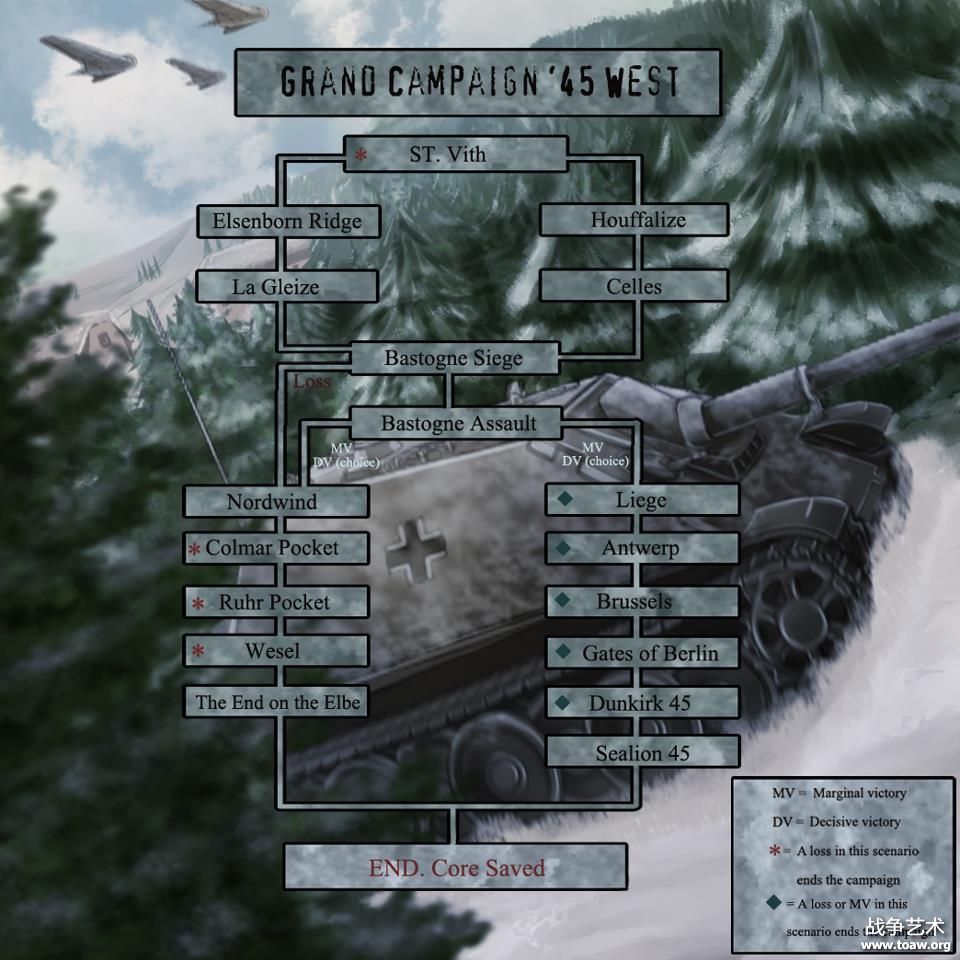 GRAND CAMPAIGN '45 WEST
* ST. Vith
Elsenborn Ridge
Houffalize
La Gleize
Celles
Bastogne Siege
Loss
Bastogne Assault
MV
DV (choice)
MV
DV (choice)
Nordwind
* Colmar Pocket
* Ruhr Pocket
* Wesel
The End on the Elbe
◆ Liege
◆ Antwerp
◆ Brussels
◆ Gates of Berlin
◆ Dunkirk 45
Sealion 45
END. Core Saved
MV = Marginal victory
DV = Decisive victory
* = A loss in this scenario
ends the campaign
◆ = A loss or MV in this
scenario ends
战争艺术
www.toaw.org